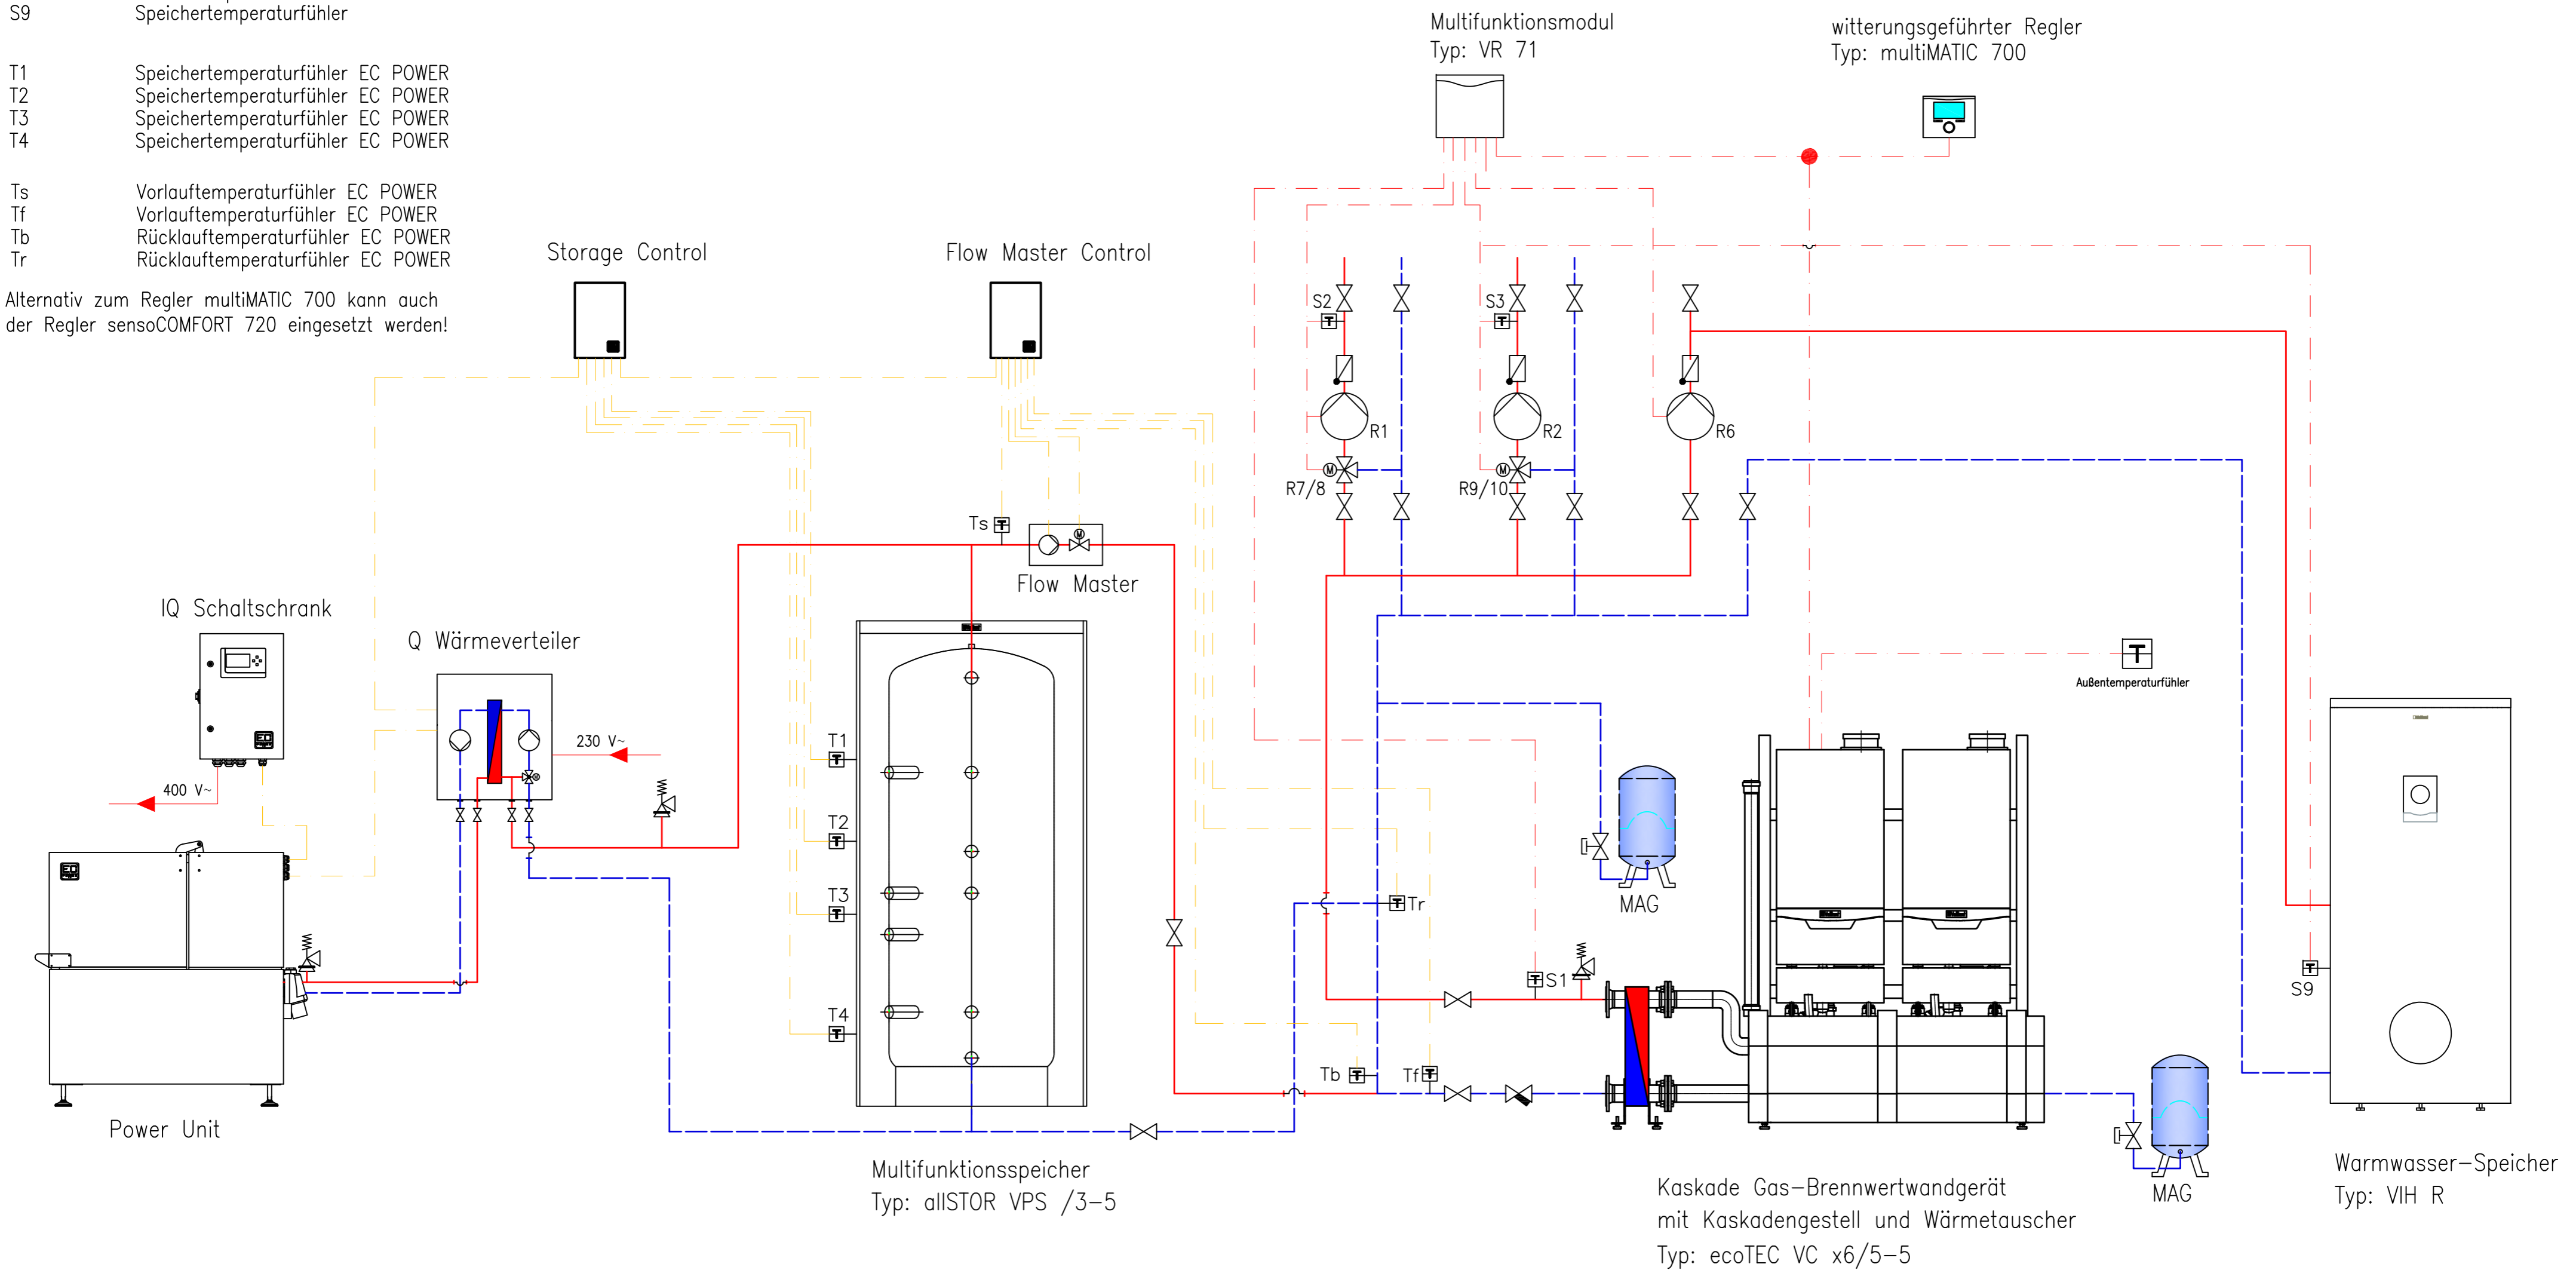 S9 Speichertemperaturfühler
T1 Speichertemperaturfühler EC POWER
T2 Speichertemperaturfühler EC POWER
T3 Speichertemperaturfühler EC POWER
T4 Speichertemperaturfühler EC POWER
Ts Vorlauftemperaturfühler EC POWER
Tf Vorlauftemperaturfühler EC POWER
Tb Rücklauftemperaturfühler EC POWER
Tr Rücklauftemperaturfühler EC POWER
Alternativ zum Regler multiMATIC 700 kann auch
der Regler sensoCOMFORT 720 eingesetzt werden!
Multifunktionsmodul
Typ: VR 71
witterungsgeführter Regler
Typ: multiMATIC 700
Storage Control
Flow Master Control
S2
S3
T
T
R1
R2
R6
M
M
R7/8
R9/10
Ts T
M
Flow Master
IQ Schaltschrank
Q Wärmeverteiler
230 V~
400 V~
EC
EC
Power Unit
T1
T
T2
T
T3
T
T4
T
Multifunktionsspeicher
Typ: allSTOR VPS /3-5
T
Außentemperaturfühler
MAG
T Tr
T S1
Tb T
Tf T
Kaskade Gas-Brennwertwandgerät
mit Kaskadengestell und Wärmetauscher
Typ: ecoTEC VC x6/5-5
MAG
T
S9
Warmwasser-Speicher
Typ: VIH R